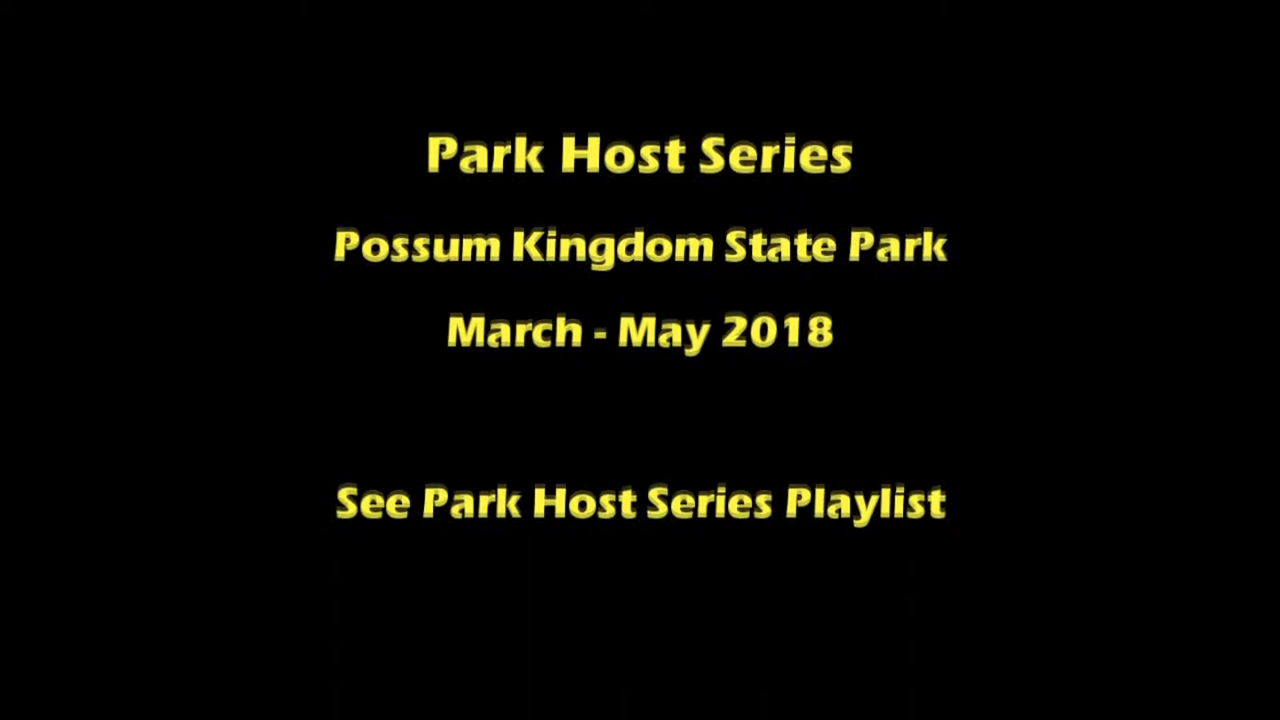 Park Host Series
Possum Kingdom State Park
March - May 2018
See Park Host Series Playlist